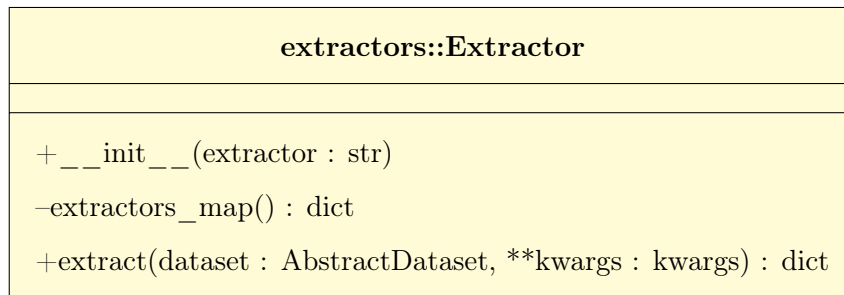 extractors::Extractor
+__init__(extractor : str)
–extractors_map() : dict
+extract(dataset : AbstractDataset, **kwargs : kwargs) : dict